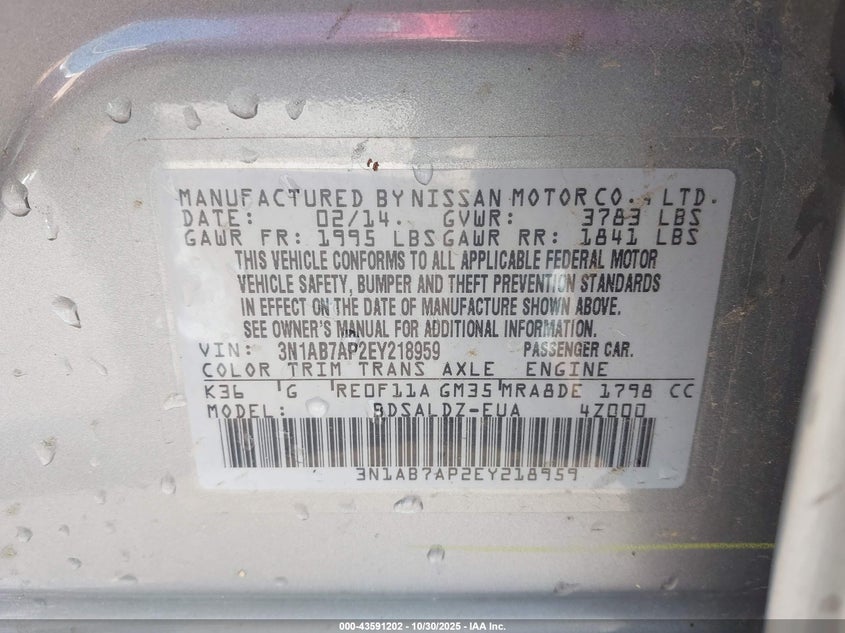 MANUFACTURED BY NISSAN MOTOR CO., LTD.
DATE: 02/14. GVWR: 3783 LBS
GAWR FR: 1995 LBS GAWR RR: 1841 LBS
THIS VEHICLE CONFORMS TO ALL APPLICABLE FEDERAL MOTOR
VEHICLE SAFETY, BUMPER AND THEFT PREVENTION STANDARDS
IN EFFECT ON THE DATE OF MANUFACTURE SHOWN ABOVE.
SEE OWNER'S MANUAL FOR ADDITIONAL INFORMATION.
VIN: 3N1AB7AP2EY218959 PASSENGER CAR.
COLOR TRIM TRANS AXLE ENGINE
K36 G RE0F11A GM35 MRA8DE 1798 CC
MODEL: BDSALDZ-EUA 4Z000
3N1AB7AP2EY218959
000-43591202 - 10/30/2025 - IAA Inc.